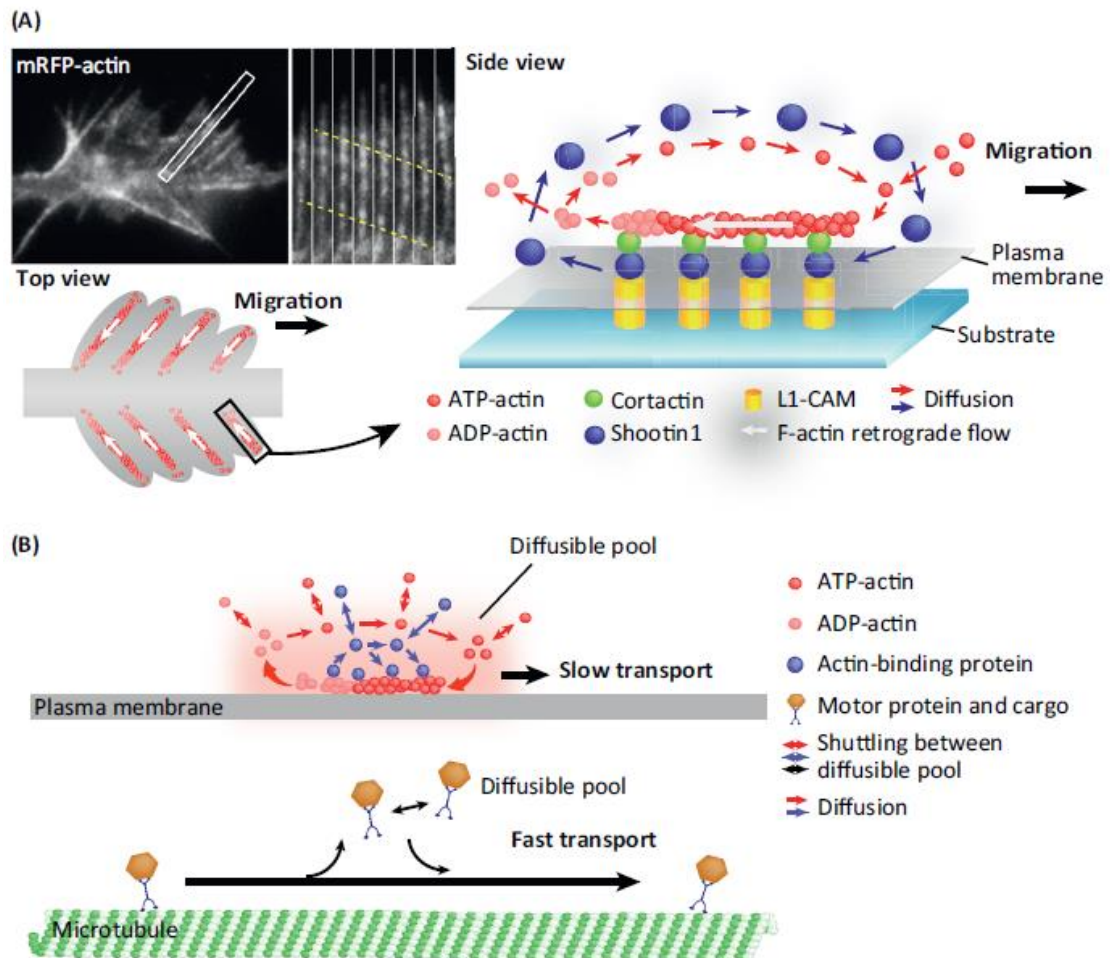 (A)
mRFP-actin
Side view
Migration
Plasma
membrane
Substrate
Top view
Migration
ATP-actin
Cortactin
L1-CAM
Diffusion
ADP-actin
Shootin1
F-actin retrograde flow
(B)
Diffusible pool
Slow transport
Plasma membrane
Diffusible pool
Fast transport
Microtubule
ATP-actin
ADP-actin
Actin-binding protein
Motor protein and cargo
Shuttling between
diffusible pool
Diffusion